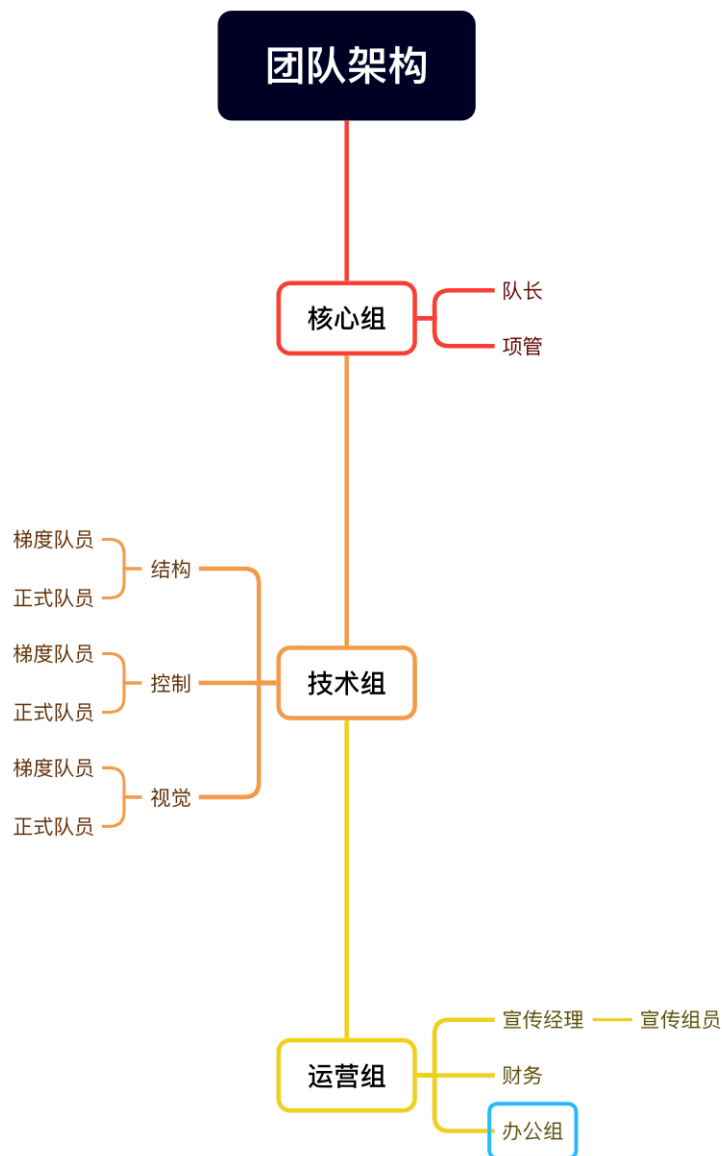 团队架构
核心组
队长
项管
梯度队员
结构
正式队员
梯度队员
控制
正式队员
技术组
梯度队员
视觉
正式队员
宣传经理
宣传组员
运营组
财务
办公组